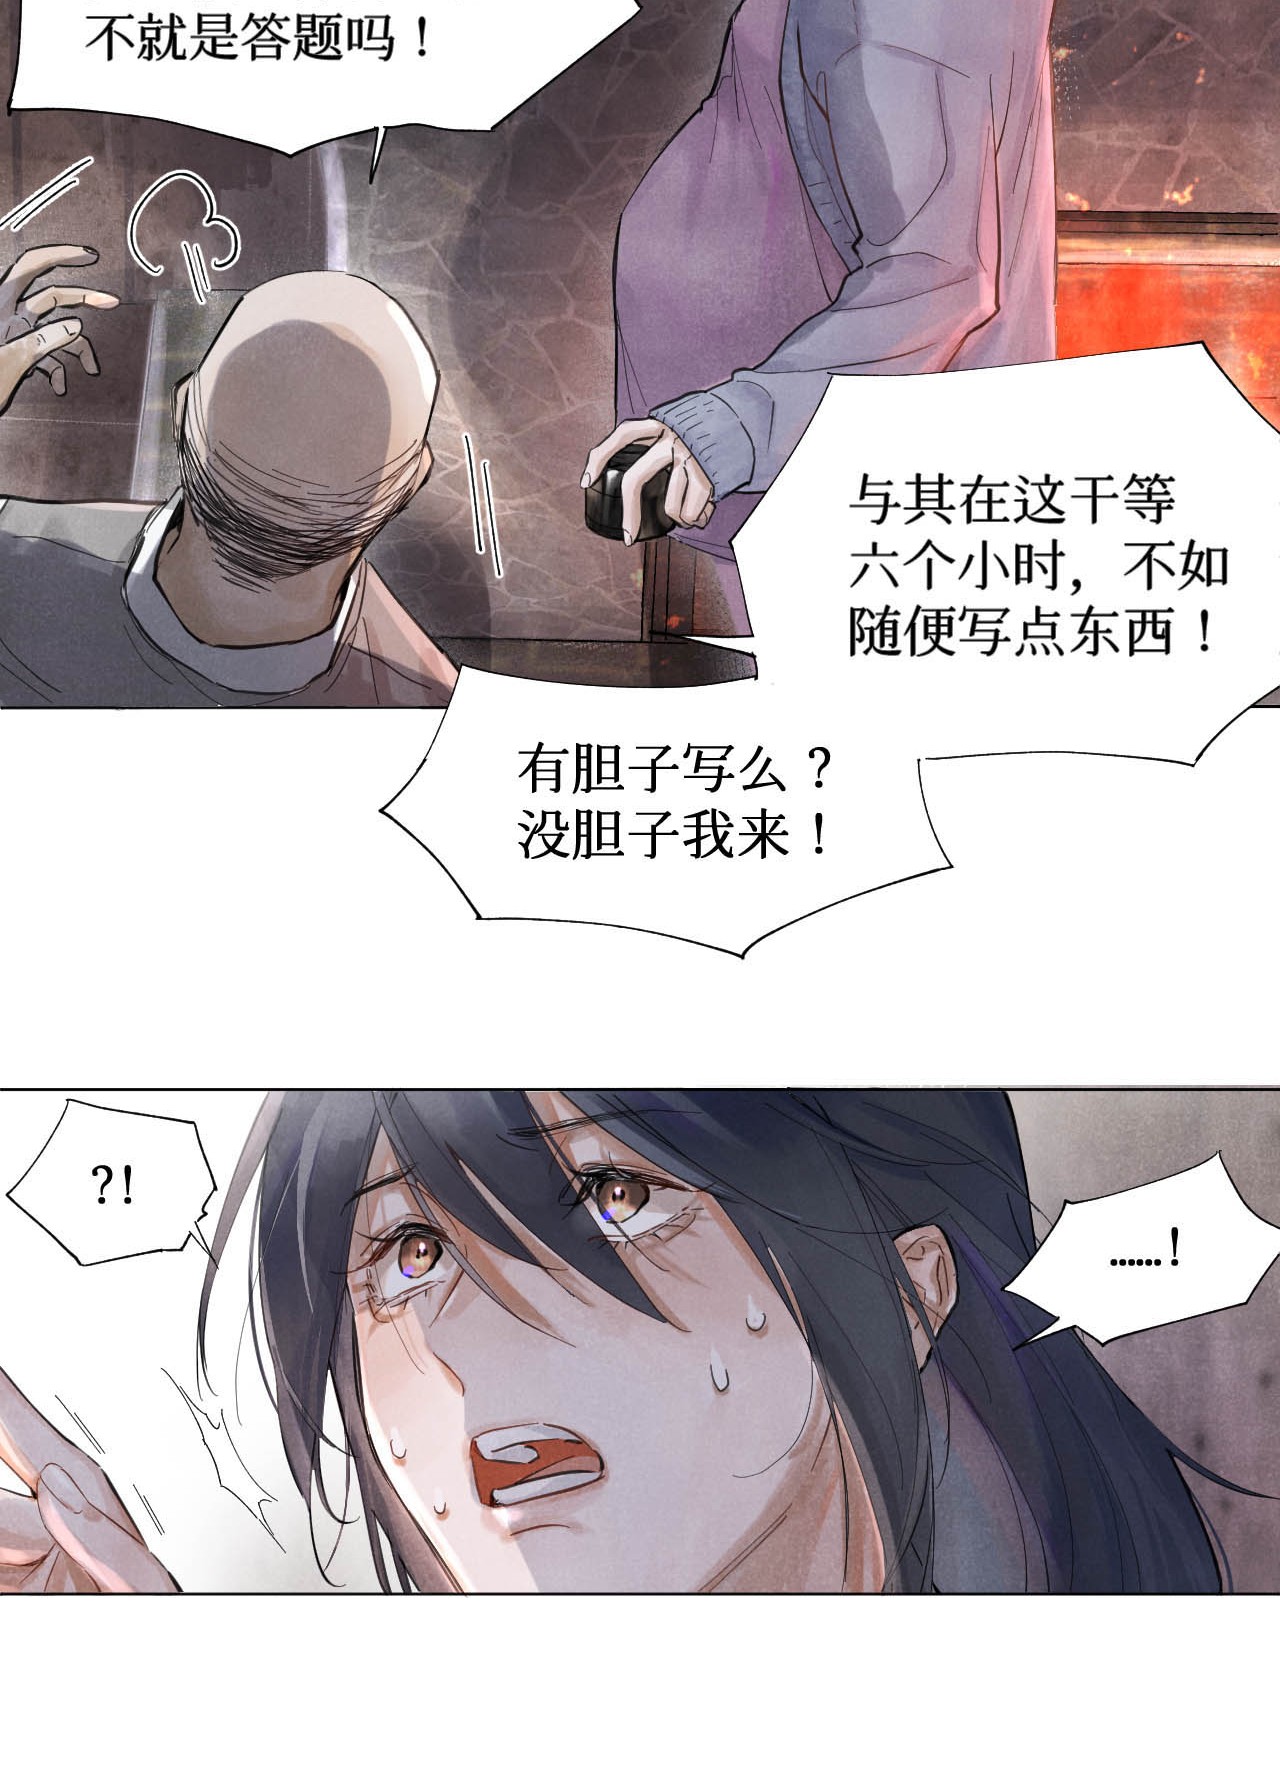 不就是答题吗！
与其在这干等
六个小时，不如
随便写点东西！
有胆子写么？
没胆子我来！
?!
.......！